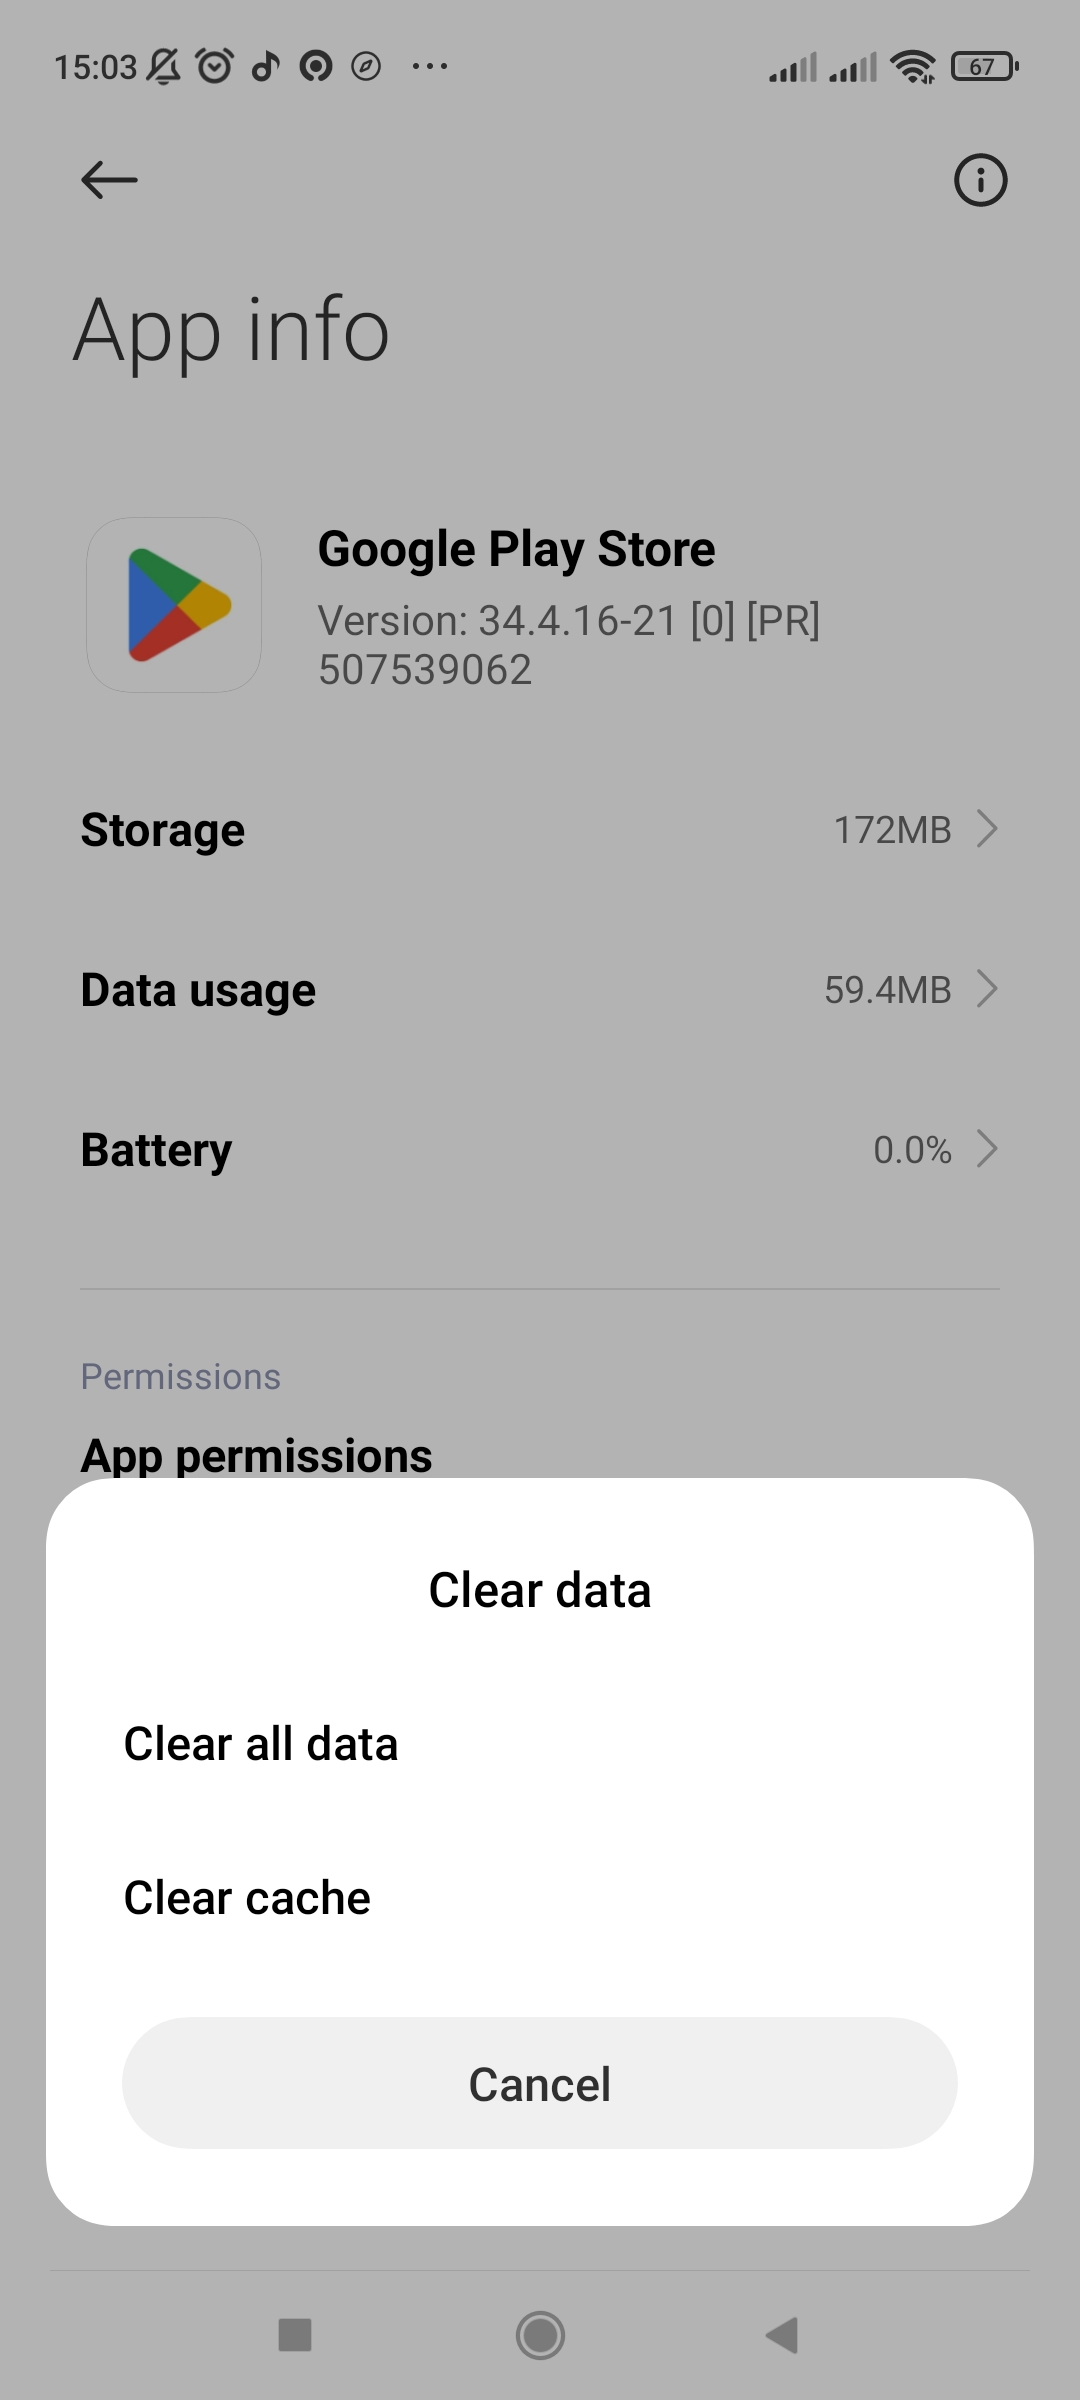 15:03
67
App info
Google Play Store
Version: 34.4.16-21 [0] [PR]
507539062
Storage
172MB
Data usage
59.4MB
Battery
0.0%
Permissions
App permissions
Clear data
Clear all data
Clear cache
Cancel